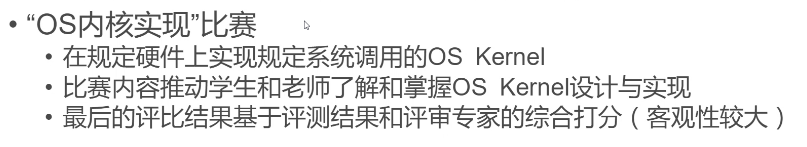 • “OS内核实现”比赛
• 在规定硬件上实现规定系统调用的OS Kernel
• 比赛内容推动学生和老师了解和掌握OS Kernel设计与实现
• 最后的评比结果基于评测结果和评审专家的综合打分（客观性较大）